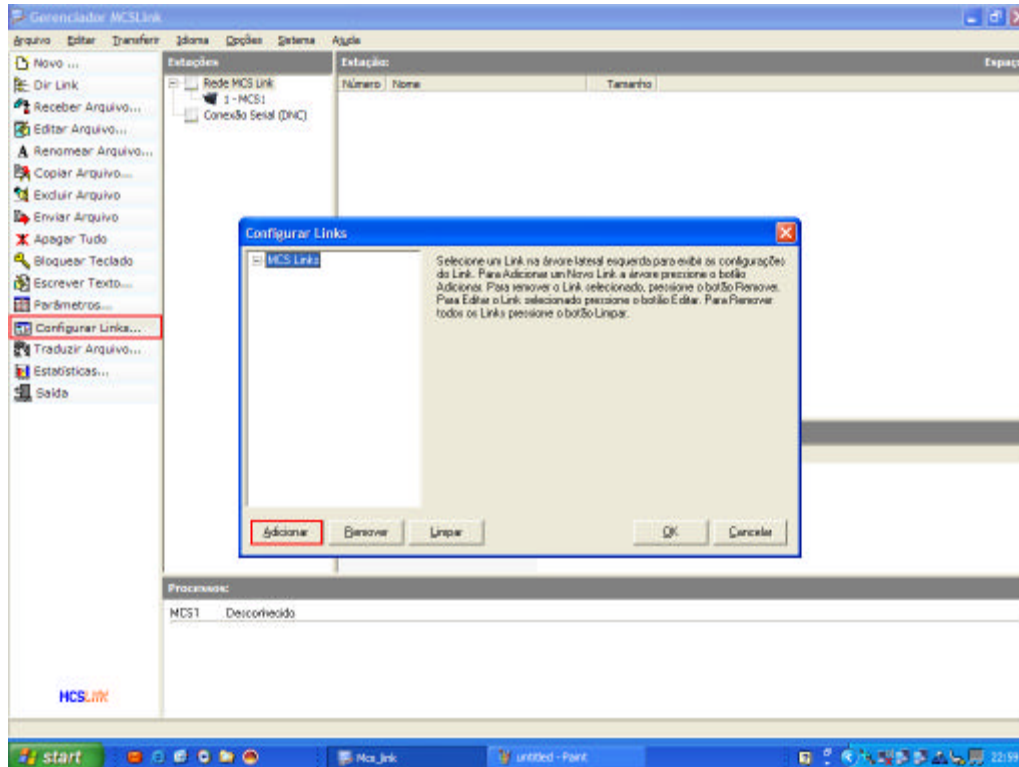 Gerenciador MCSLink
Arquivo Editar Transferir Idioma Opções Sistema Ajuda
Novo ...
Dir Link
Receber Arquivo...
Editar Arquivo...
Renomear Arquivo...
Copiar Arquivo...
Excluir Arquivo
Enviar Arquivo
Apagar Tudo
Bloquear Teclado
Escrever Texto...
Parâmetros...
Configurar Links...
Traduzir Arquivo...
Estatísticas...
Saída
MCSLINK
Estações
Rede MCS Link
1 - MCS1
Conexão Serial (DNC)
Estação:
Espaç
Número Nome Tamanho
Configurar Links
MCS Links
Selecione um Link na árvore lateral esquerda para exibir as configurações
do Link. Para Adicionar um Novo Link a árvore pressione o botão
Adicionar. Para remover o Link selecionado, pressione o botão Remover.
Para Editar o Link selecionado pressione o botão Editar. Para Remover
todos os Links pressione o botão Limpar.
Adicionar Remover Limpar OK Cancelar
Processos:
MCS1 Desconhecido
start Mcs_link untitled - Paint 22:59